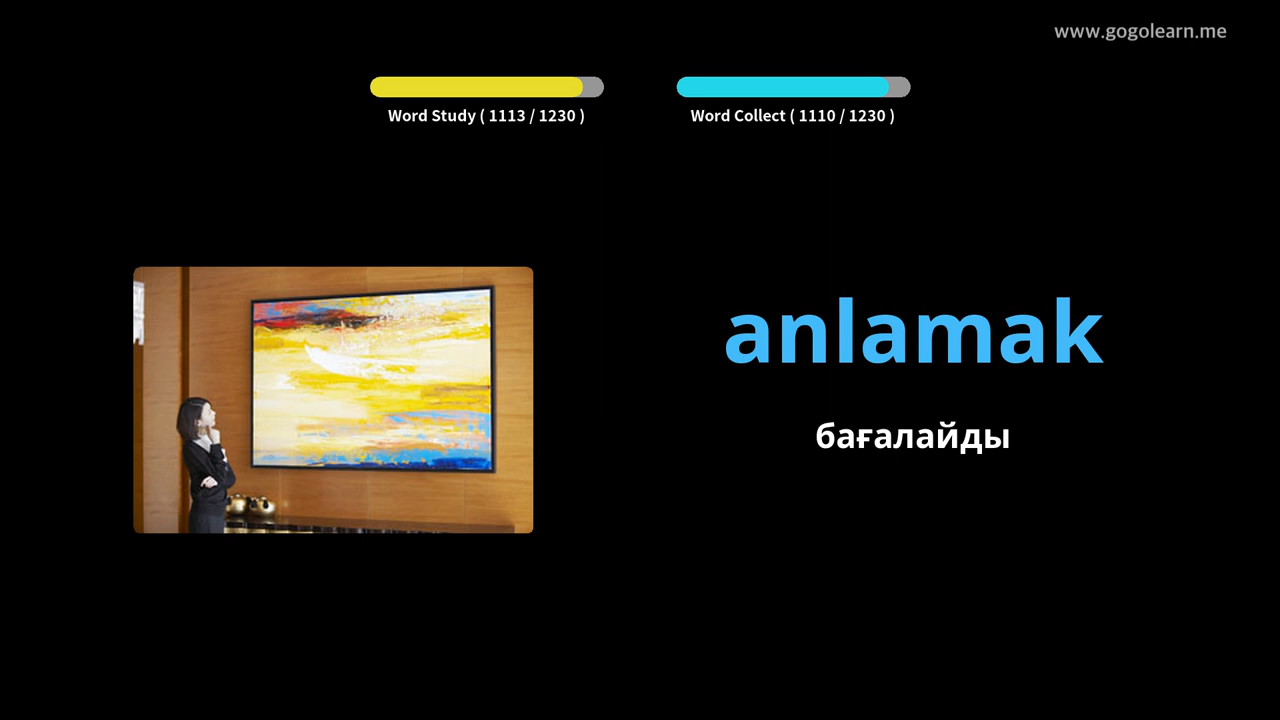 www.gogolearn.me
Word Study ( 1113 / 1230 )
Word Collect ( 1110 / 1230 )
anlamak
бағалайды